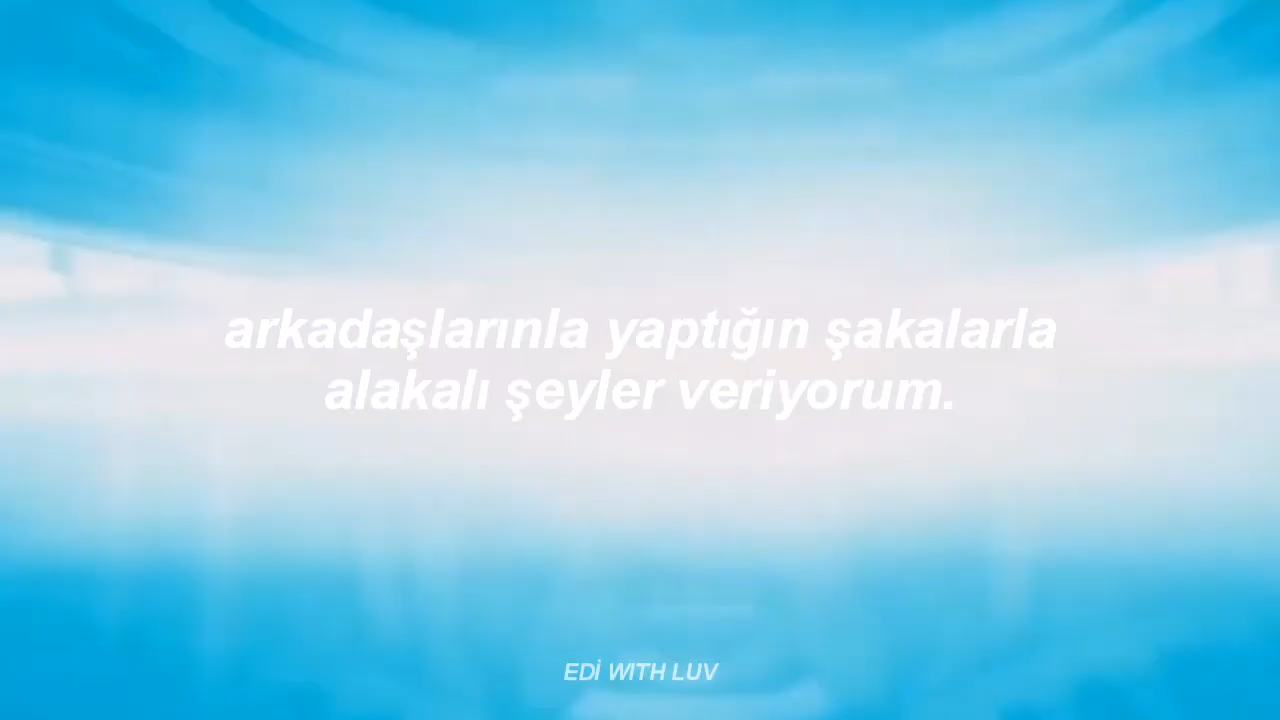 arkadaşlarınla yaptığın şakalarla
alakalı şeyler veriyorum.
EDİ WITH LUV